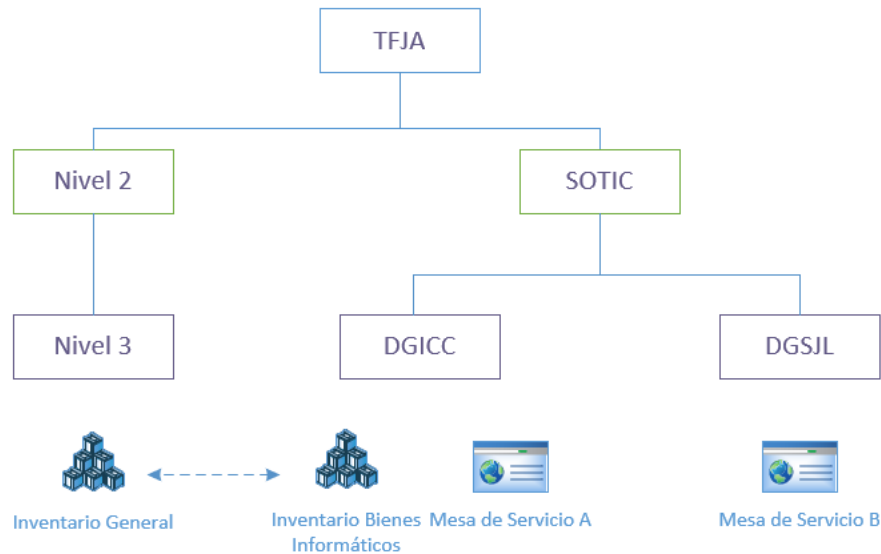 TFJA
Nivel 2
SOTIC
Nivel 3
DGICC
DGSJL
Inventario General
Inventario Bienes
Informáticos
Mesa de Servicio A
Mesa de Servicio B